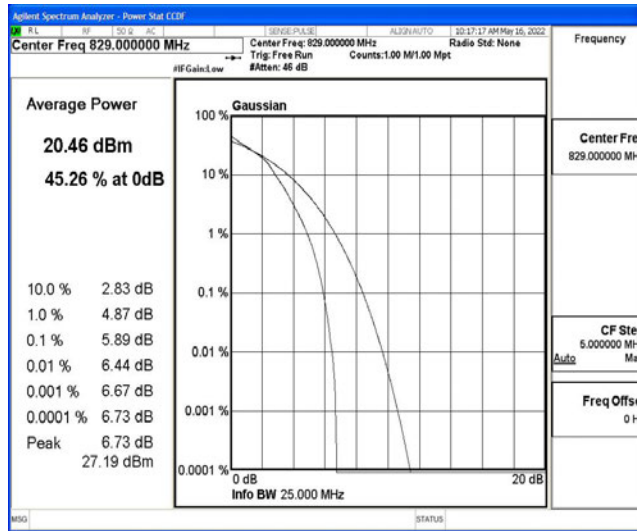 Agilent Spectrum Analyzer - Power Stat CCDF
RL RF 50 Ω AC SENSE:PULSE ALIGN AUTO 10:17:17 AM May 16, 2022
Center Freq 829.000000 MHz
Center Freq: 829.000000 MHz Radio Std: None
Trig: Free Run Counts:1.00 M/1.00 Mpt
#IFGain:Low #Atten: 46 dB
Frequency
Average Power
20.46 dBm
45.26 % at 0dB
10.0 % 2.83 dB
1.0 % 4.87 dB
0.1 % 5.89 dB
0.01 % 6.44 dB
0.001 % 6.67 dB
0.0001 % 6.73 dB
Peak 6.73 dB
27.19 dBm
Gaussian
100 %
10 %
1 %
0.1 %
0.01 %
0.001 %
0.0001 %
0 dB 20 dB
Info BW 25.000 MHz
Center Fre
829.000000 MH
CF Ste
5.000000 MH
Auto Ma
Freq Offse
0 H
MSG STATUS